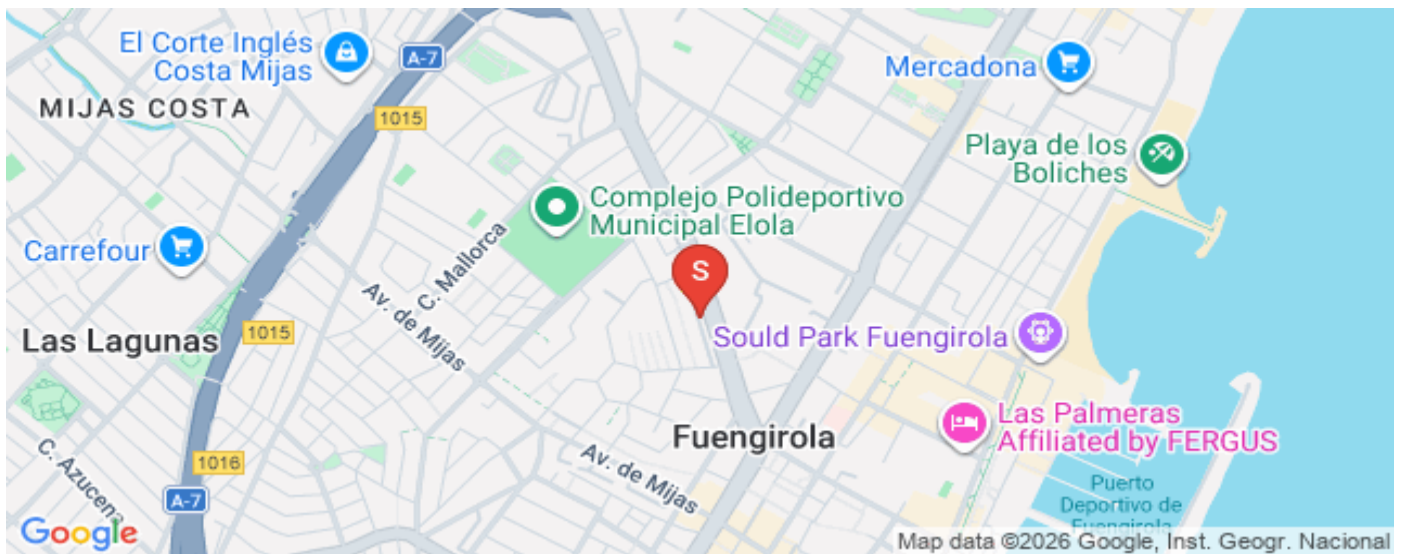 El Corte Inglés
Costa Mijas
A-7
Mercadona
MIJAS COSTA
1015
Playa de los
Boliches
Complejo Polideportivo
Municipal Elola
Carrefour
C. Mallorca
S
Av. de Mijas
1015
Las Lagunas
Sould Park Fuengirola
Las Palmeras
Affiliated by FERGUS
Fuengirola
C. Azucena
1016
Av. de Mijas
A-7
Puerto
Deportivo de
Fuengirola
Google
Map data ©2026 Google, Inst. Geogr. Nacional